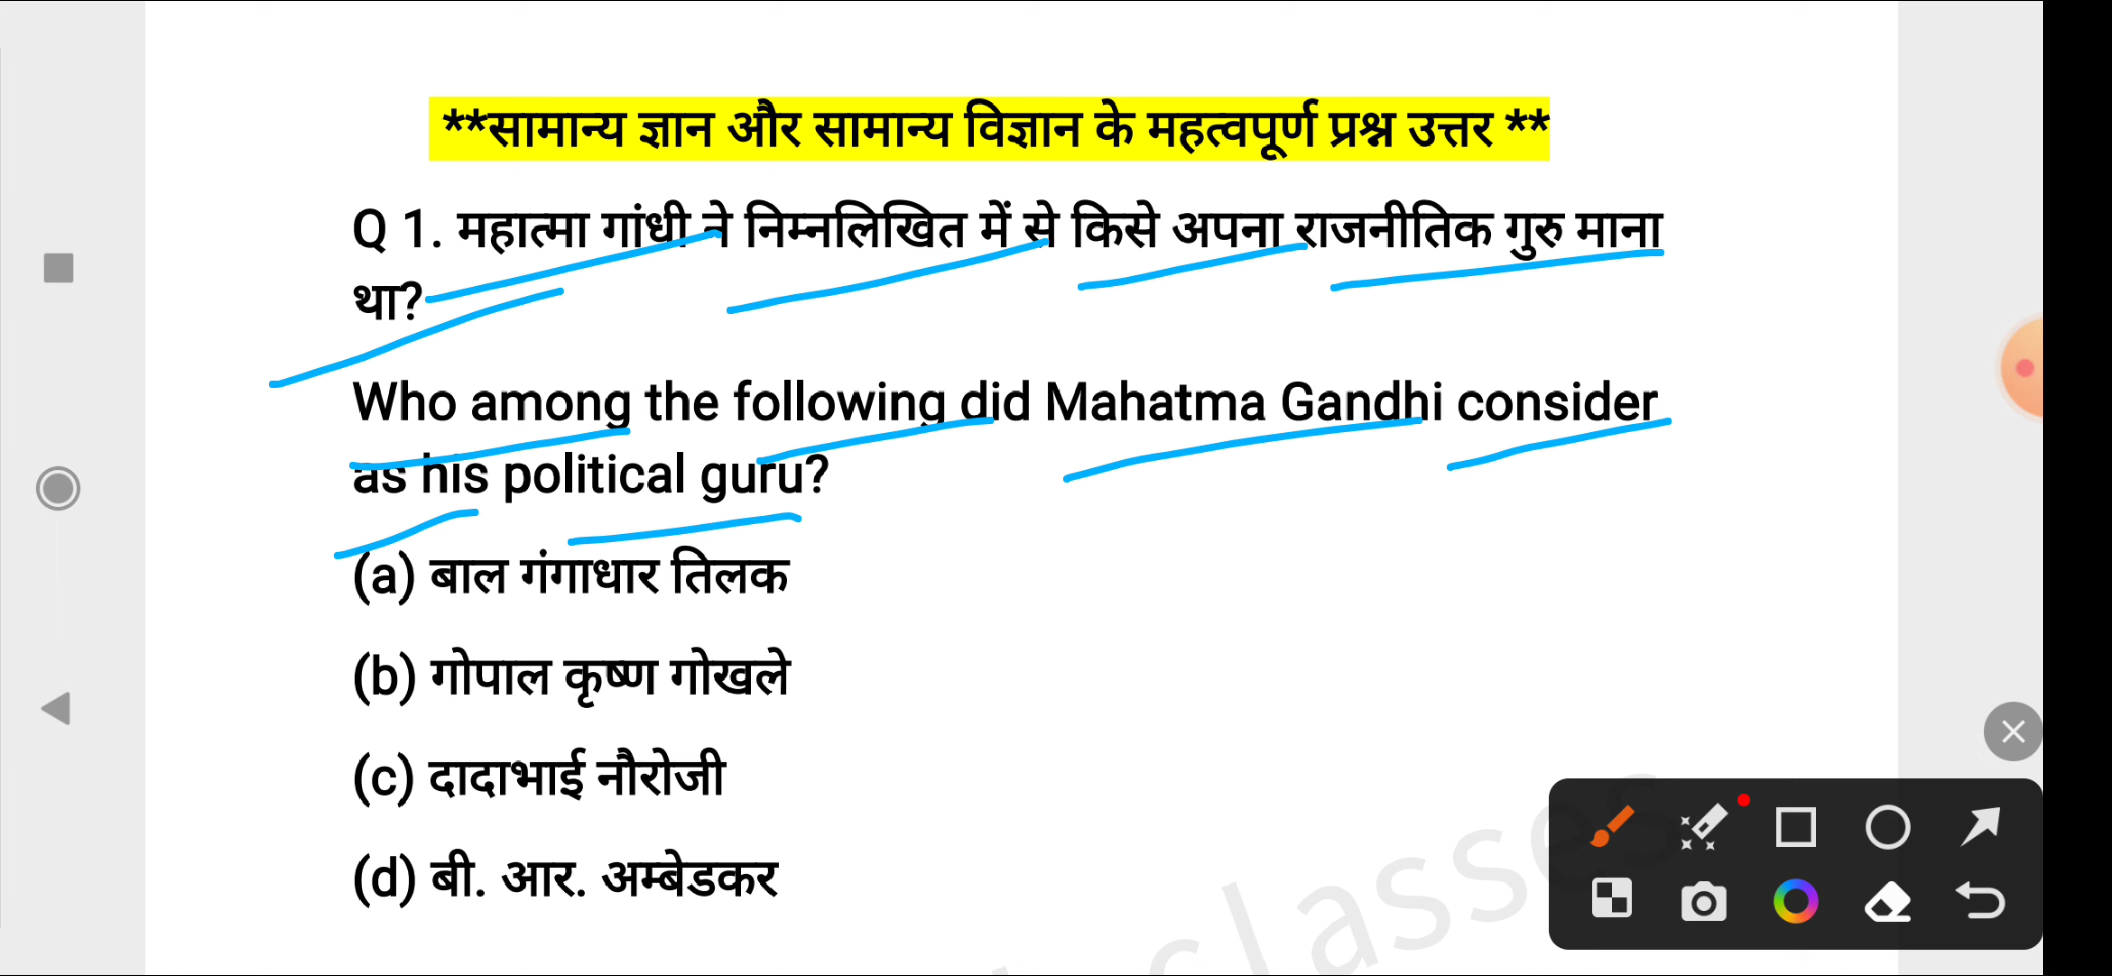 **सामान्य ज्ञान और सामान्य विज्ञान के महत्वपूर्ण प्रश्न उत्तर **
Q 1. महात्मा गांधी ने निम्नलिखित में से किसे अपना राजनीतिक गुरु माना
था?
Who among the following did Mahatma Gandhi consider
as his political guru?
(a) बाल गंगाधार तिलक
(b) गोपाल कृष्ण गोखले
(c) दादाभाई नौरोजी
(d) बी. आर. अम्बेडकर
classes